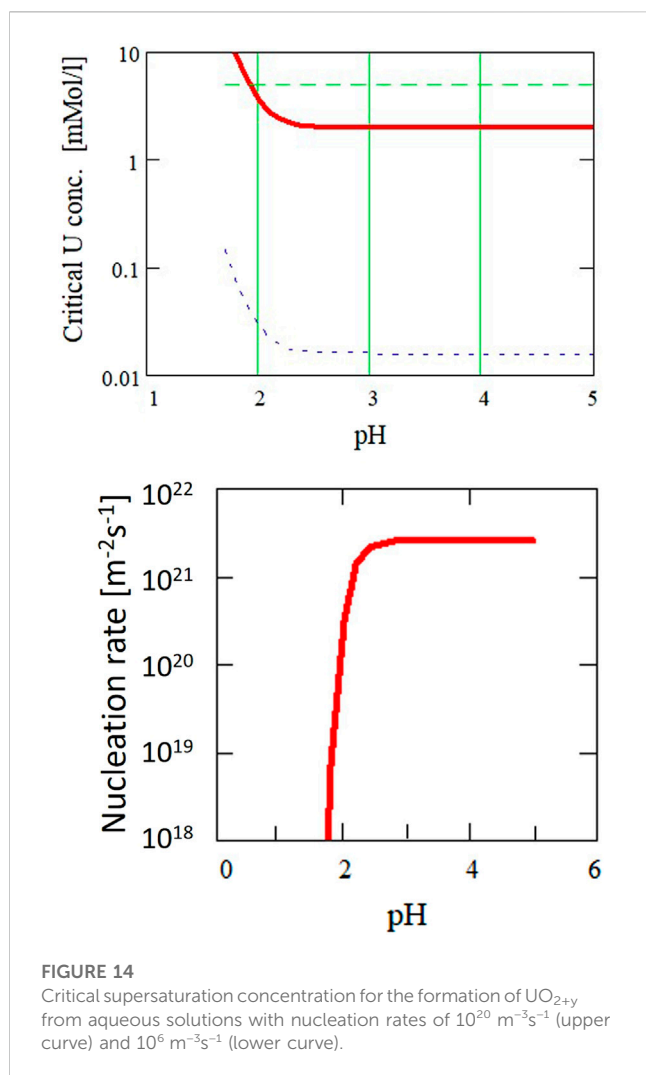 10
1
0.1
0.01
Critical U conc. [mMol/l]
1 2 3 4 5
pH
10²²
10²¹
10²⁰
10¹⁹
10¹⁸
Nucleation rate [m⁻²s⁻¹]
0 2 4 6
pH
FIGURE 14
Critical supersaturation concentration for the formation of UO₂₊y
from aqueous solutions with nucleation rates of 10²⁰ m⁻³s⁻¹ (upper
curve) and 10⁶ m⁻³s⁻¹ (lower curve).